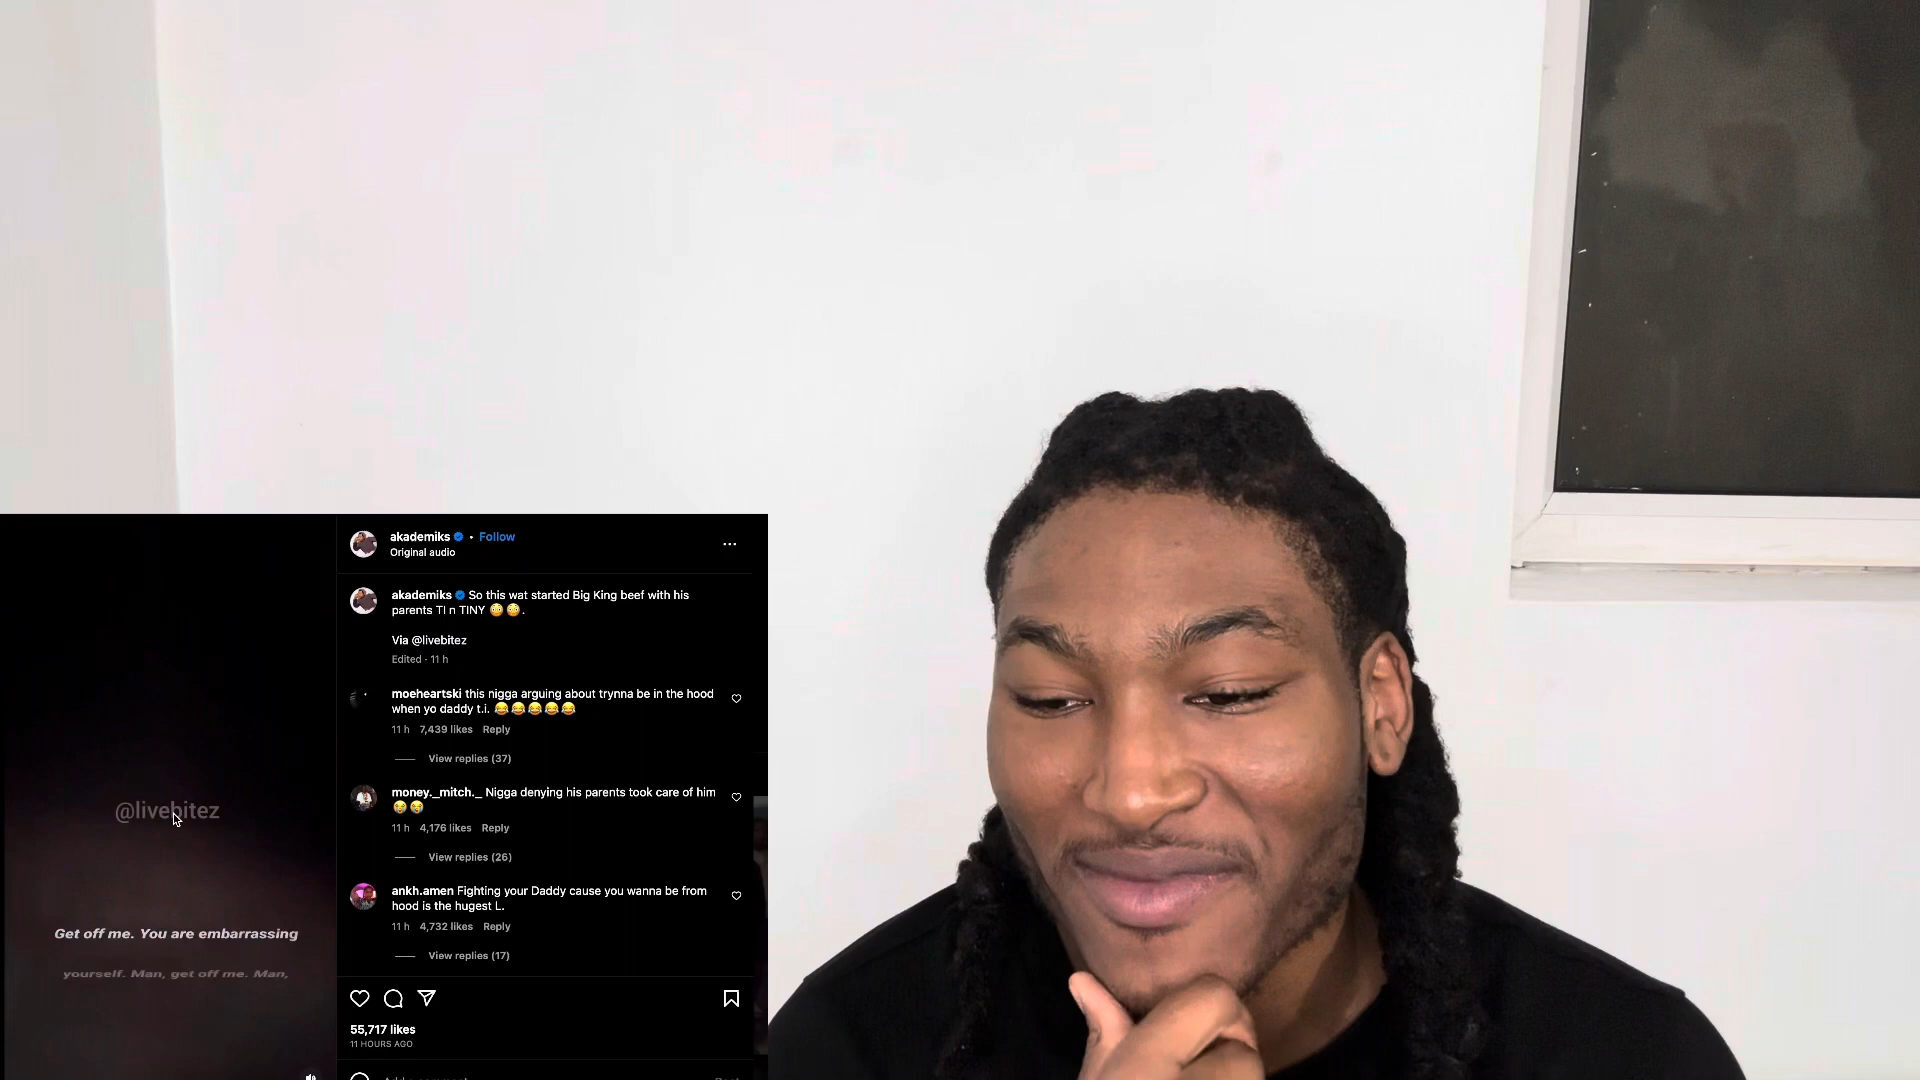 akademiks • Follow
Original audio
akademiks So this wat started Big King beef with his
parents TI n TINY 😳😳.
Via @livebitez
Edited · 11 h
moeheartski this nigga arguing about trynna be in the hood
when yo daddy t.i. 😂😂😂😂😂
11 h 7,439 likes Reply
View replies (37)
money._mitch._ Nigga denying his parents took care of him
😭😭
11 h 4,176 likes Reply
View replies (26)
ankh.amen Fighting your Daddy cause you wanna be from
hood is the hugest L.
11 h 4,732 likes Reply
View replies (17)
55,717 likes
11 HOURS AGO
@livebitez
Get off me. You are embarrassing
yourself. Man, get off me. Man,